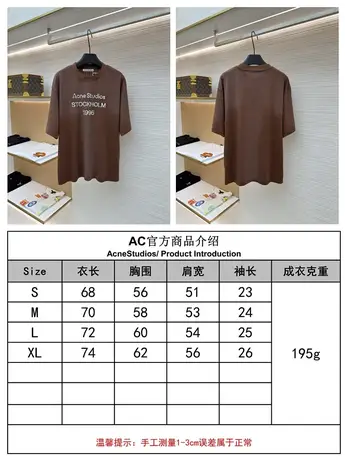 Acne Studios
STOCKHOLM
1996
AC官方商品介绍
AcneStudios/ Product Introduction
Size 衣长 胸围 肩宽 袖长 成衣克重
S 68 56 51 23
M 70 58 53 24
L 72 60 54 25
XL 74 62 56 26
195g
温馨提示：手工测量1-3cm误差属于正常